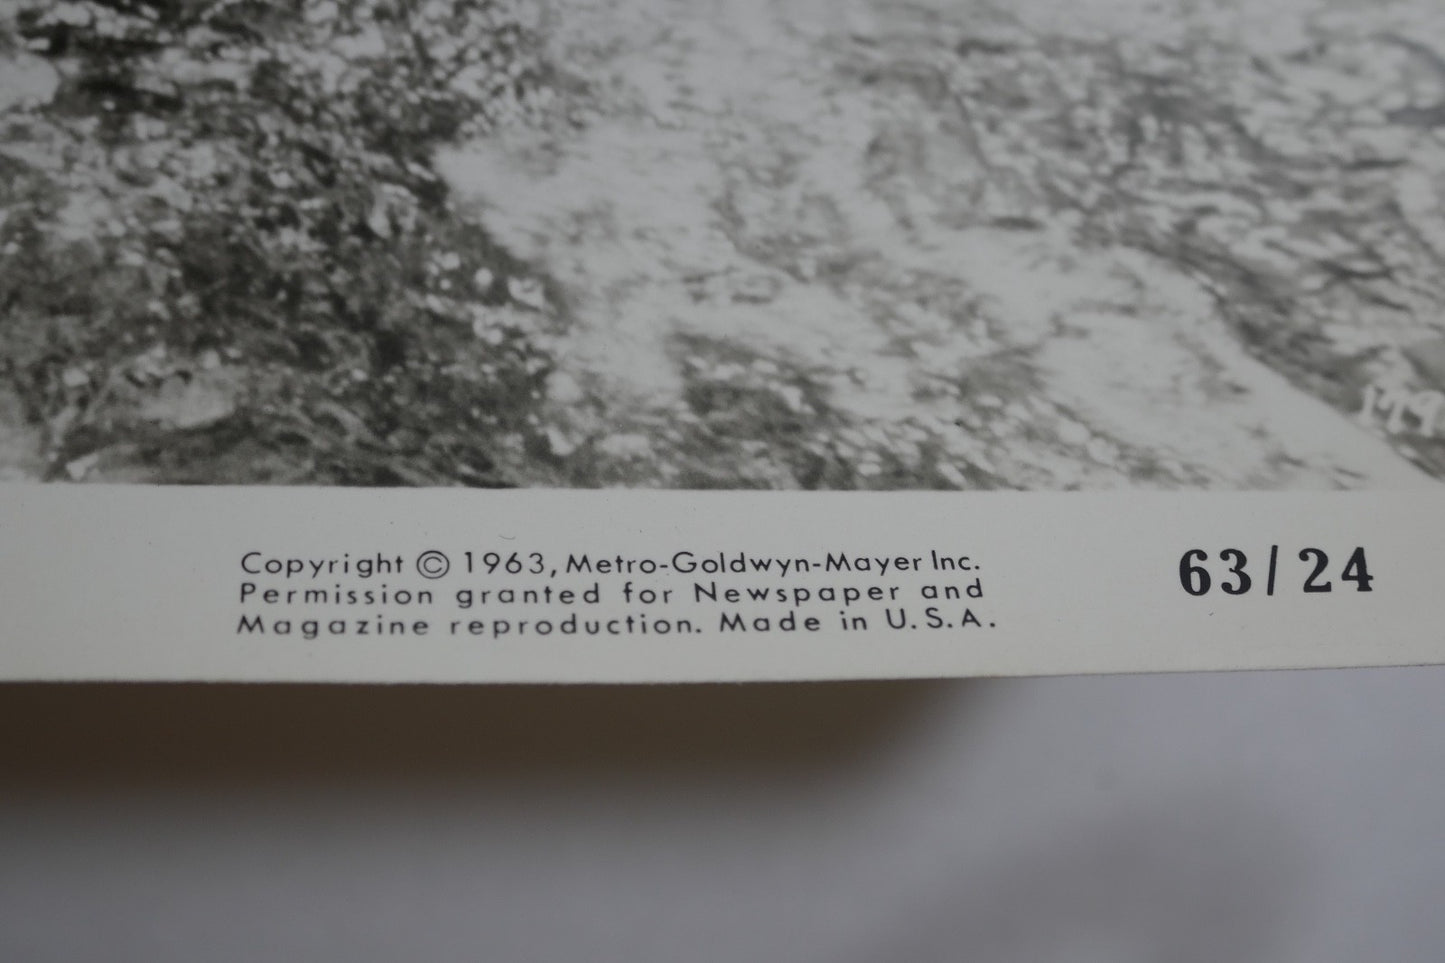 Copyright © 1963, Metro-Goldwyn-Mayer Inc.
Permission granted for Newspaper and
Magazine reproduction. Made in U.S.A.
63/24